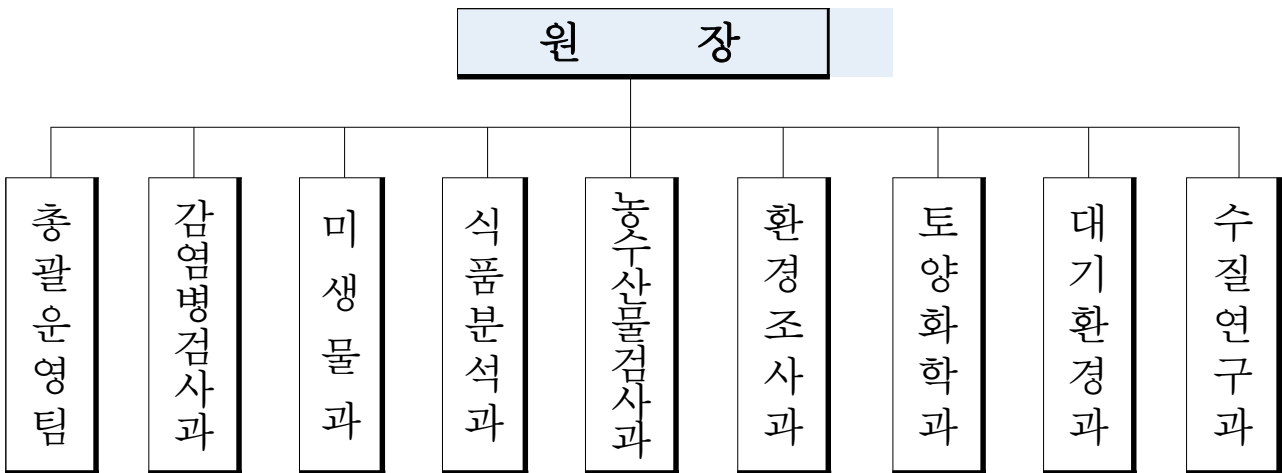 원 장
총괄운영팀
감염병검사과
미생물과
식품분석과
농수산물검사과
환경조사과
토양화학과
대기환경과
수질연구과